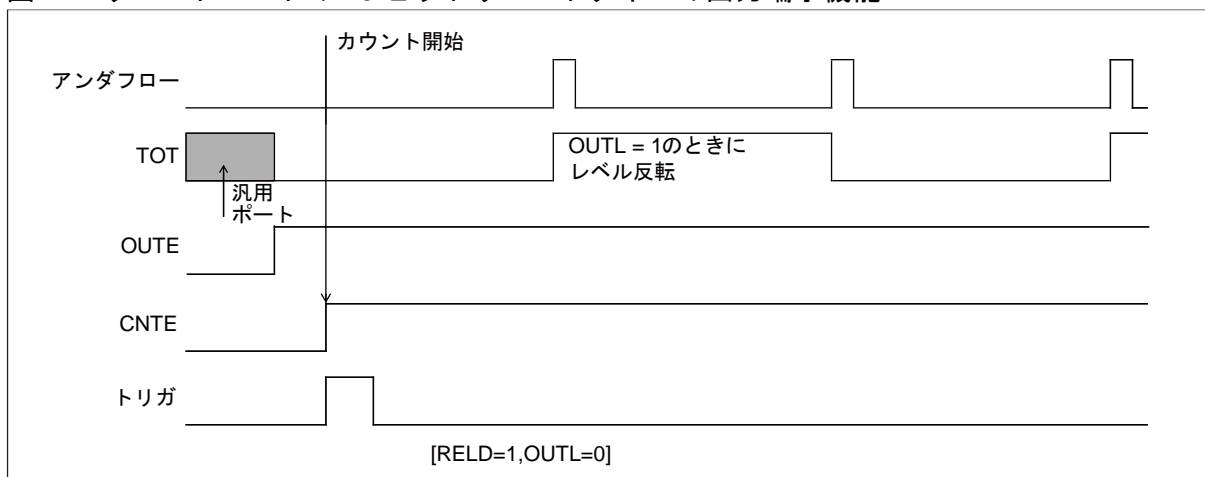 カウント開始
アンダフロー
TOT
OUTL = 1のときに
レベル反転
汎用
ポート
OUTE
CNTE
トリガ
[RELD=1,OUTL=0]